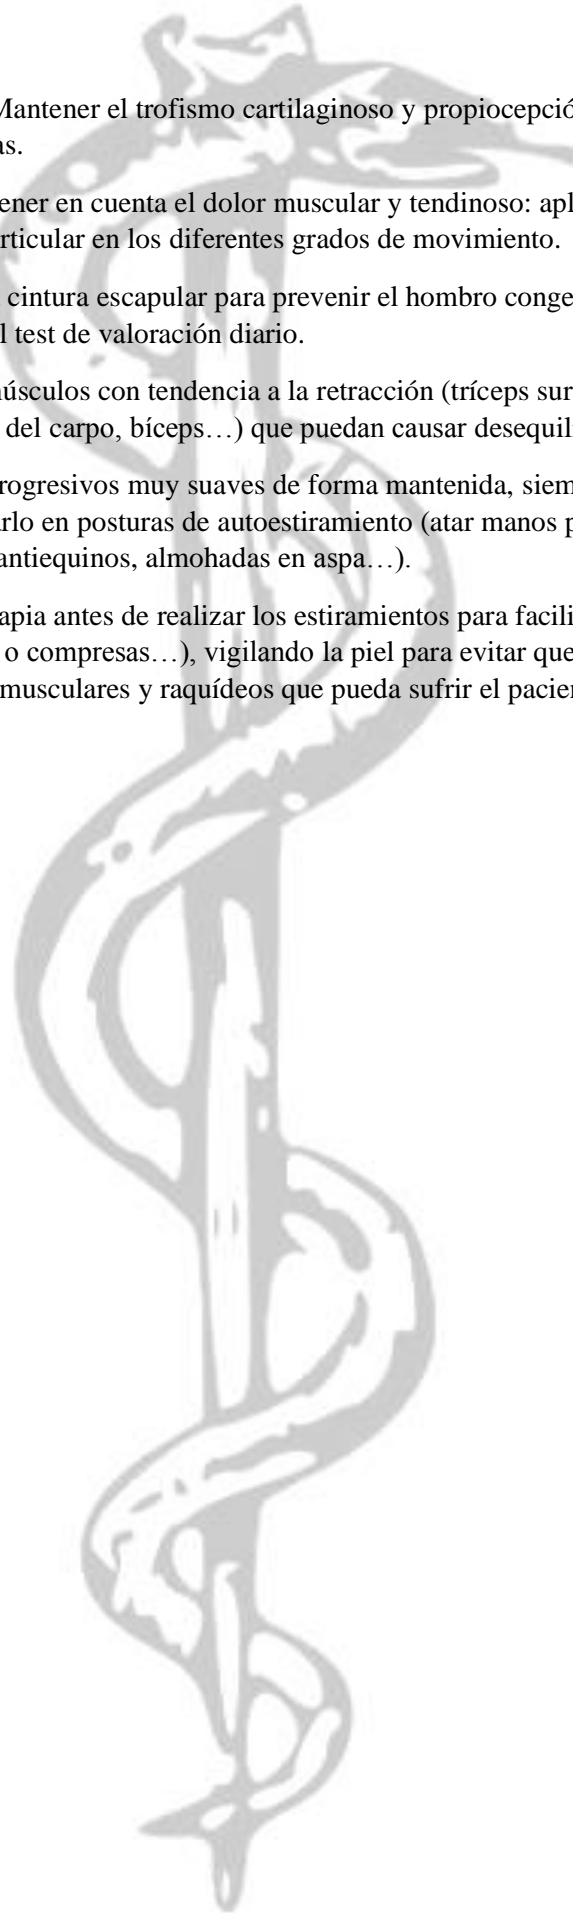 Mantener el trofismo cartilaginoso y propiocepció
as.
ener en cuenta el dolor muscular y tendinoso: apl
rticular en los diferentes grados de movimiento.
cintura escapular para prevenir el hombro conge
l test de valoración diario.
núsculos con tendencia a la retracción (tríceps sur
del carpo, bíceps…) que puedan causar desequil
rogresivos muy suaves de forma mantenida, siem
arlo en posturas de autoestiramiento (atar manos p
antiequinos, almohadas en aspa…).
apia antes de realizar los estiramientos para facili
o compresas…), vigilando la piel para evitar que
musculares y raquídeos que pueda sufrir el pacie